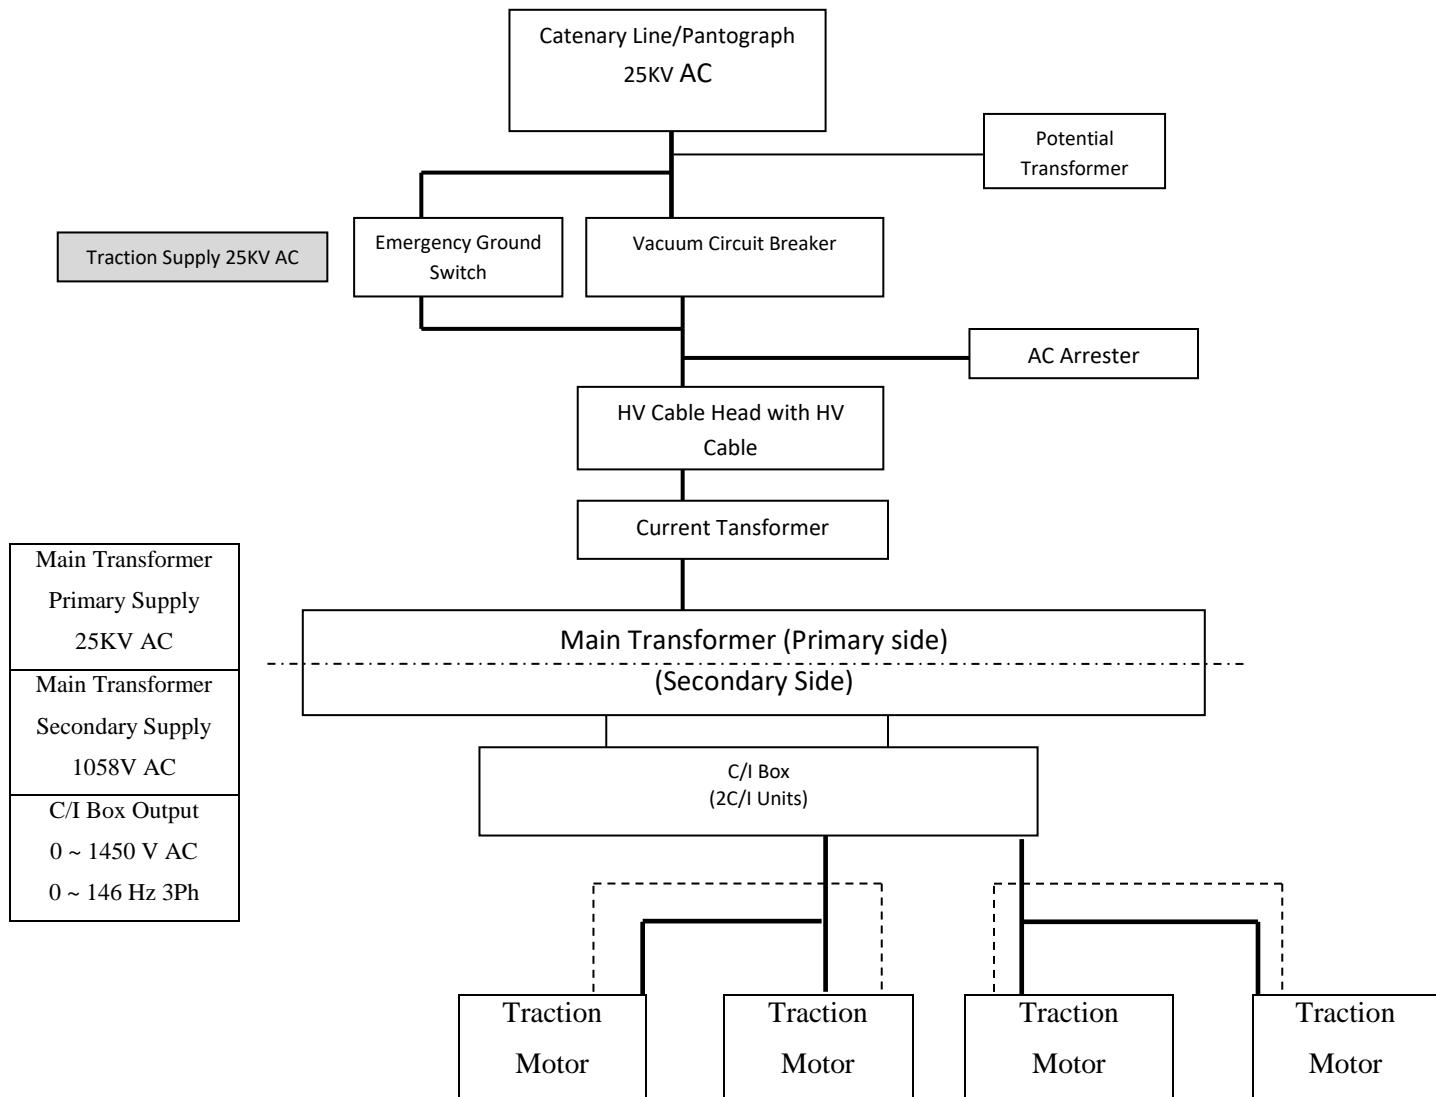 Catenary Line/Pantograph
25KV AC
Potential
Transformer
Traction Supply 25KV AC
Emergency Ground
Switch
Vacuum Circuit Breaker
AC Arrester
HV Cable Head with HV
Cable
Current Tansformer
Main Transformer
Primary Supply
25KV AC
Main Transformer
Secondary Supply
1058V AC
C/I Box Output
0 ~ 1450 V AC
0 ~ 146 Hz 3Ph
Main Transformer (Primary side)
(Secondary Side)
C/I Box
(2C/I Units)
Traction
Motor
Traction
Motor
Traction
Motor
Traction
Motor